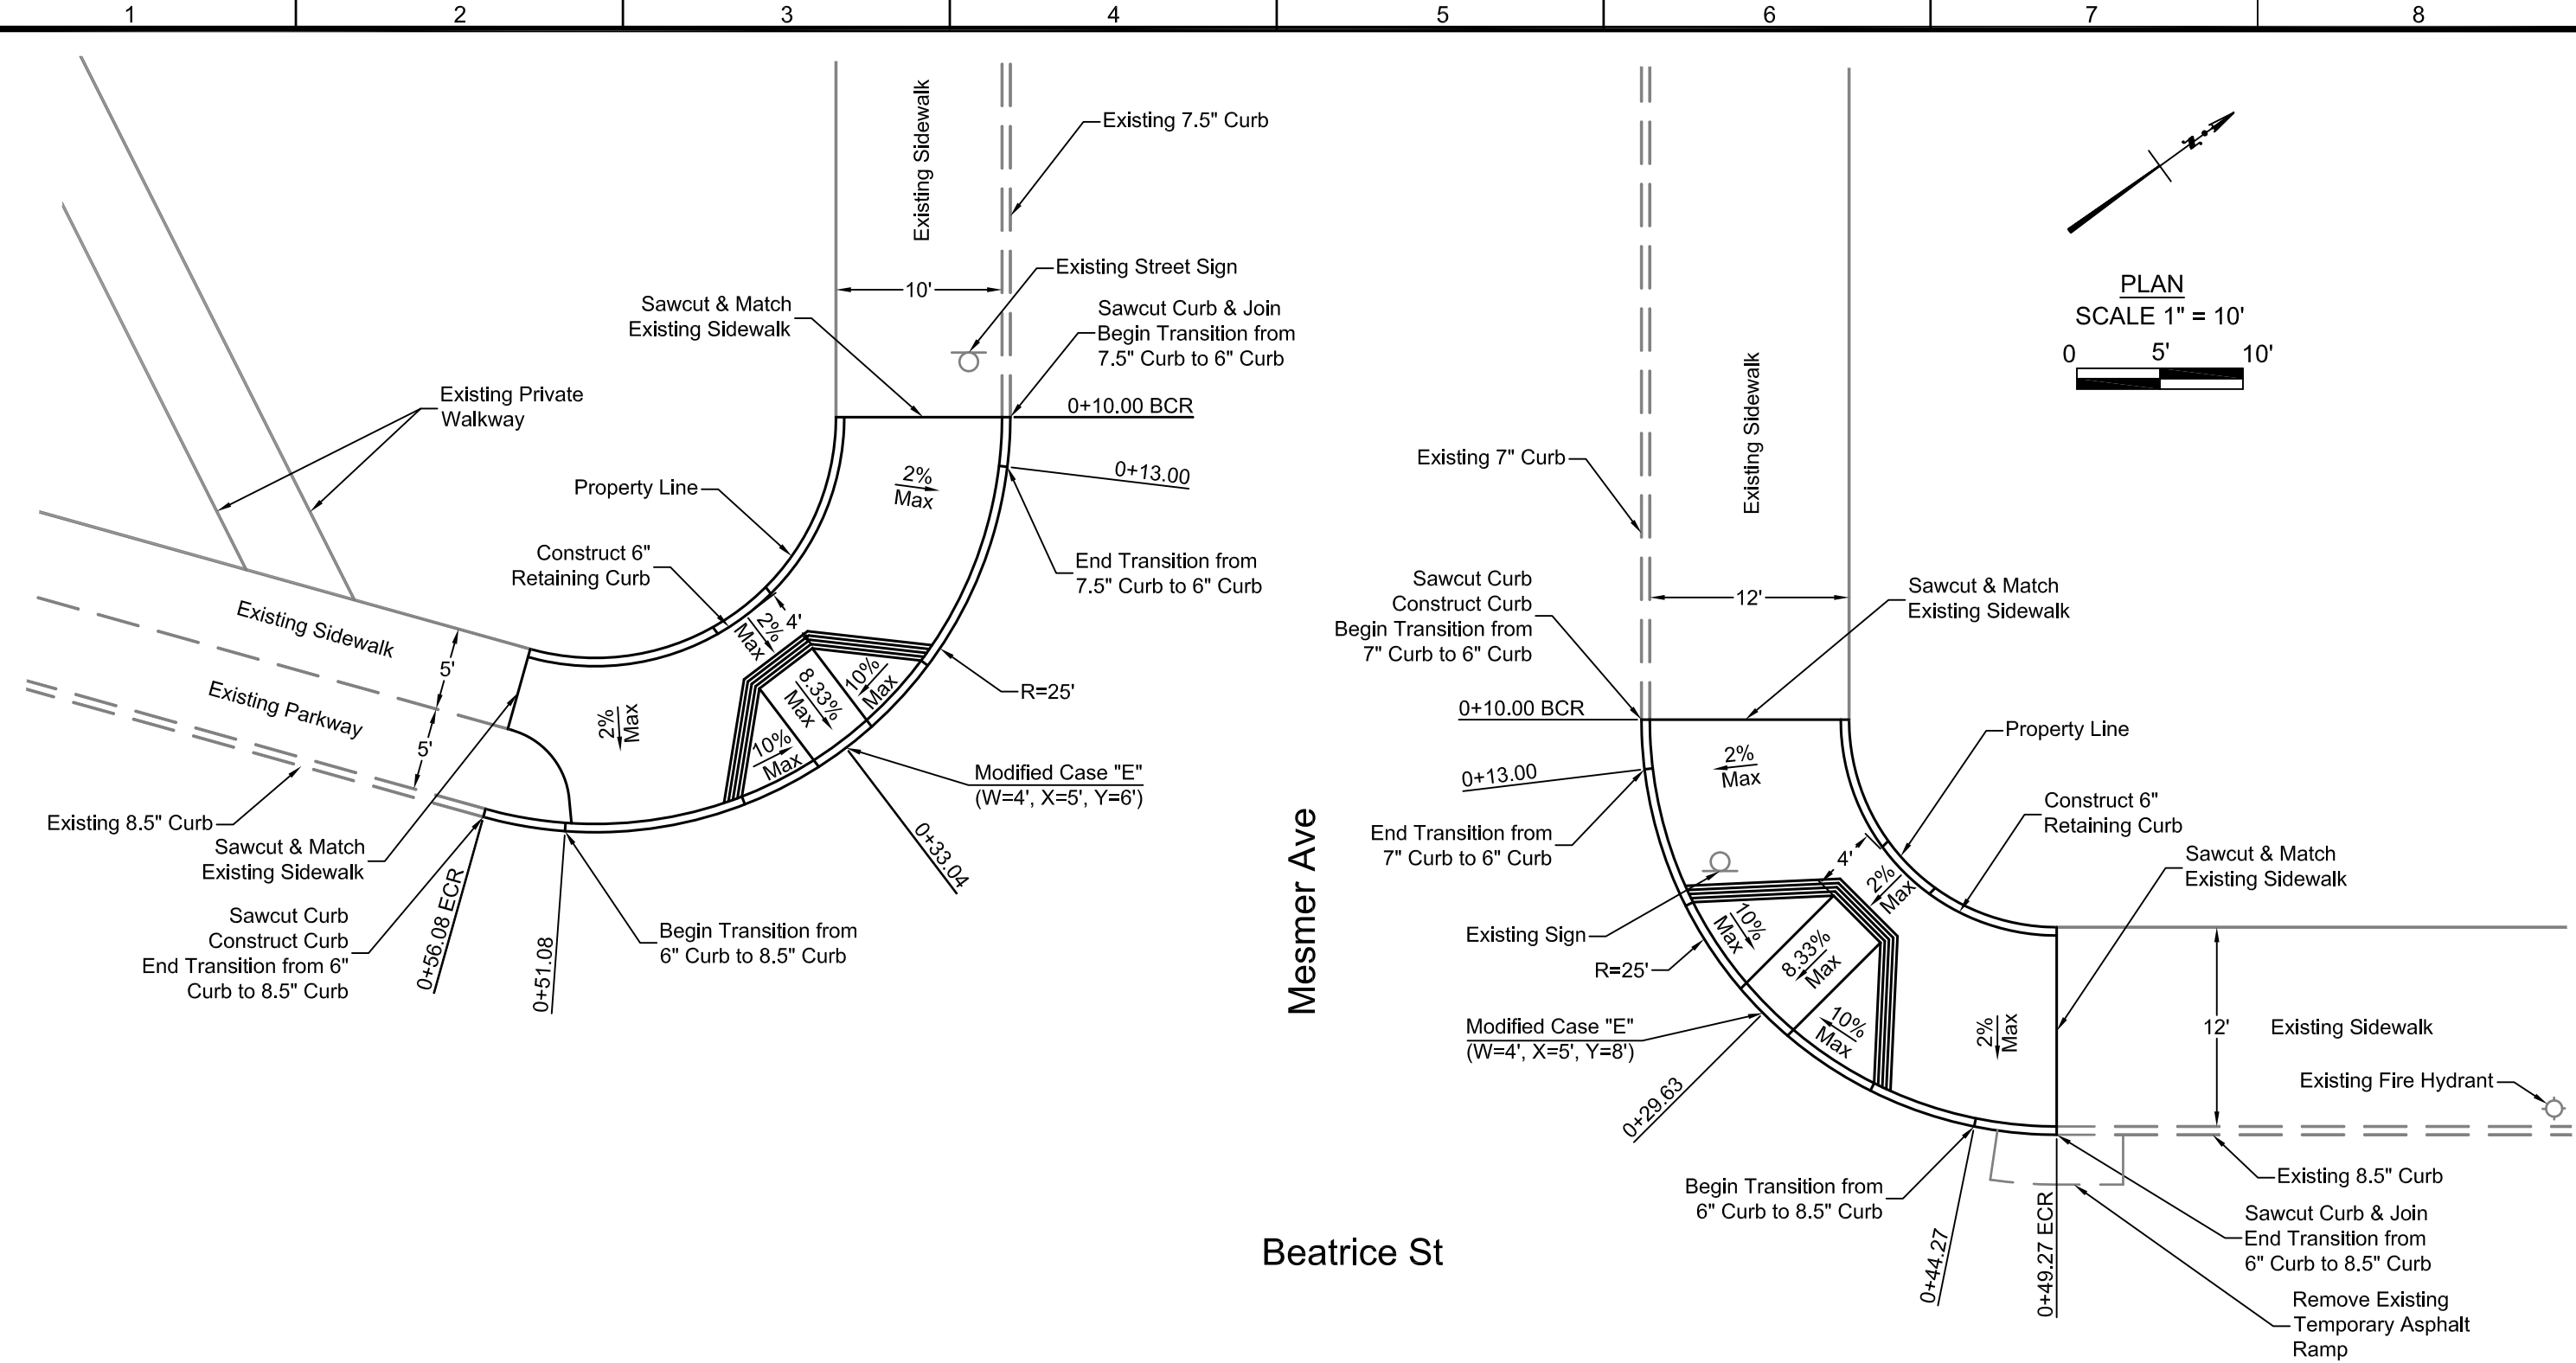 1
2
3
4
5
6
7
8
Existing Sidewalk
Existing 7.5" Curb
Existing Street Sign
10'
Sawcut & Match
Existing Sidewalk
Sawcut Curb & Join
Begin Transition from
7.5" Curb to 6" Curb
0+10.00 BCR
Existing Private
Walkway
0+13.00
2%
Max
Property Line
Construct 6"
Retaining Curb
End Transition from
7.5" Curb to 6" Curb
Existing Sidewalk
5'
Existing Parkway
5'
4'
2%
Max
10%
Max
8.33%
Max
10%
Max
2%
Max
R=25'
Modified Case "E"
(W=4', X=5', Y=6')
0+33.04
Existing 8.5" Curb
Sawcut & Match
Existing Sidewalk
Sawcut Curb
Construct Curb
End Transition from 6"
Curb to 8.5" Curb
0+56.08 ECR
0+51.08
Begin Transition from
6" Curb to 8.5" Curb
Mesmer Ave
Beatrice St
N.
PLAN
SCALE 1" = 10'
0
5'
10'
Existing Sidewalk
Existing 7" Curb
12'
Sawcut Curb
Construct Curb
Begin Transition from
7" Curb to 6" Curb
Sawcut & Match
Existing Sidewalk
0+10.00 BCR
2%
Max
Property Line
0+13.00
End Transition from
7" Curb to 6" Curb
Construct 6"
Retaining Curb
4'
2%
Max
Sawcut & Match
Existing Sidewalk
Existing Sign
10%
Max
8.33%
Max
10%
Max
R=25'
Modified Case "E"
(W=4', X=5', Y=8')
0+29.63
2%
Max
12'
Existing Sidewalk
Existing Fire Hydrant
Begin Transition from
6" Curb to 8.5" Curb
0+44.27
0+49.27 ECR
Existing 8.5" Curb
Sawcut Curb & Join
End Transition from
6" Curb to 8.5" Curb
Remove Existing
Temporary Asphalt
Ramp